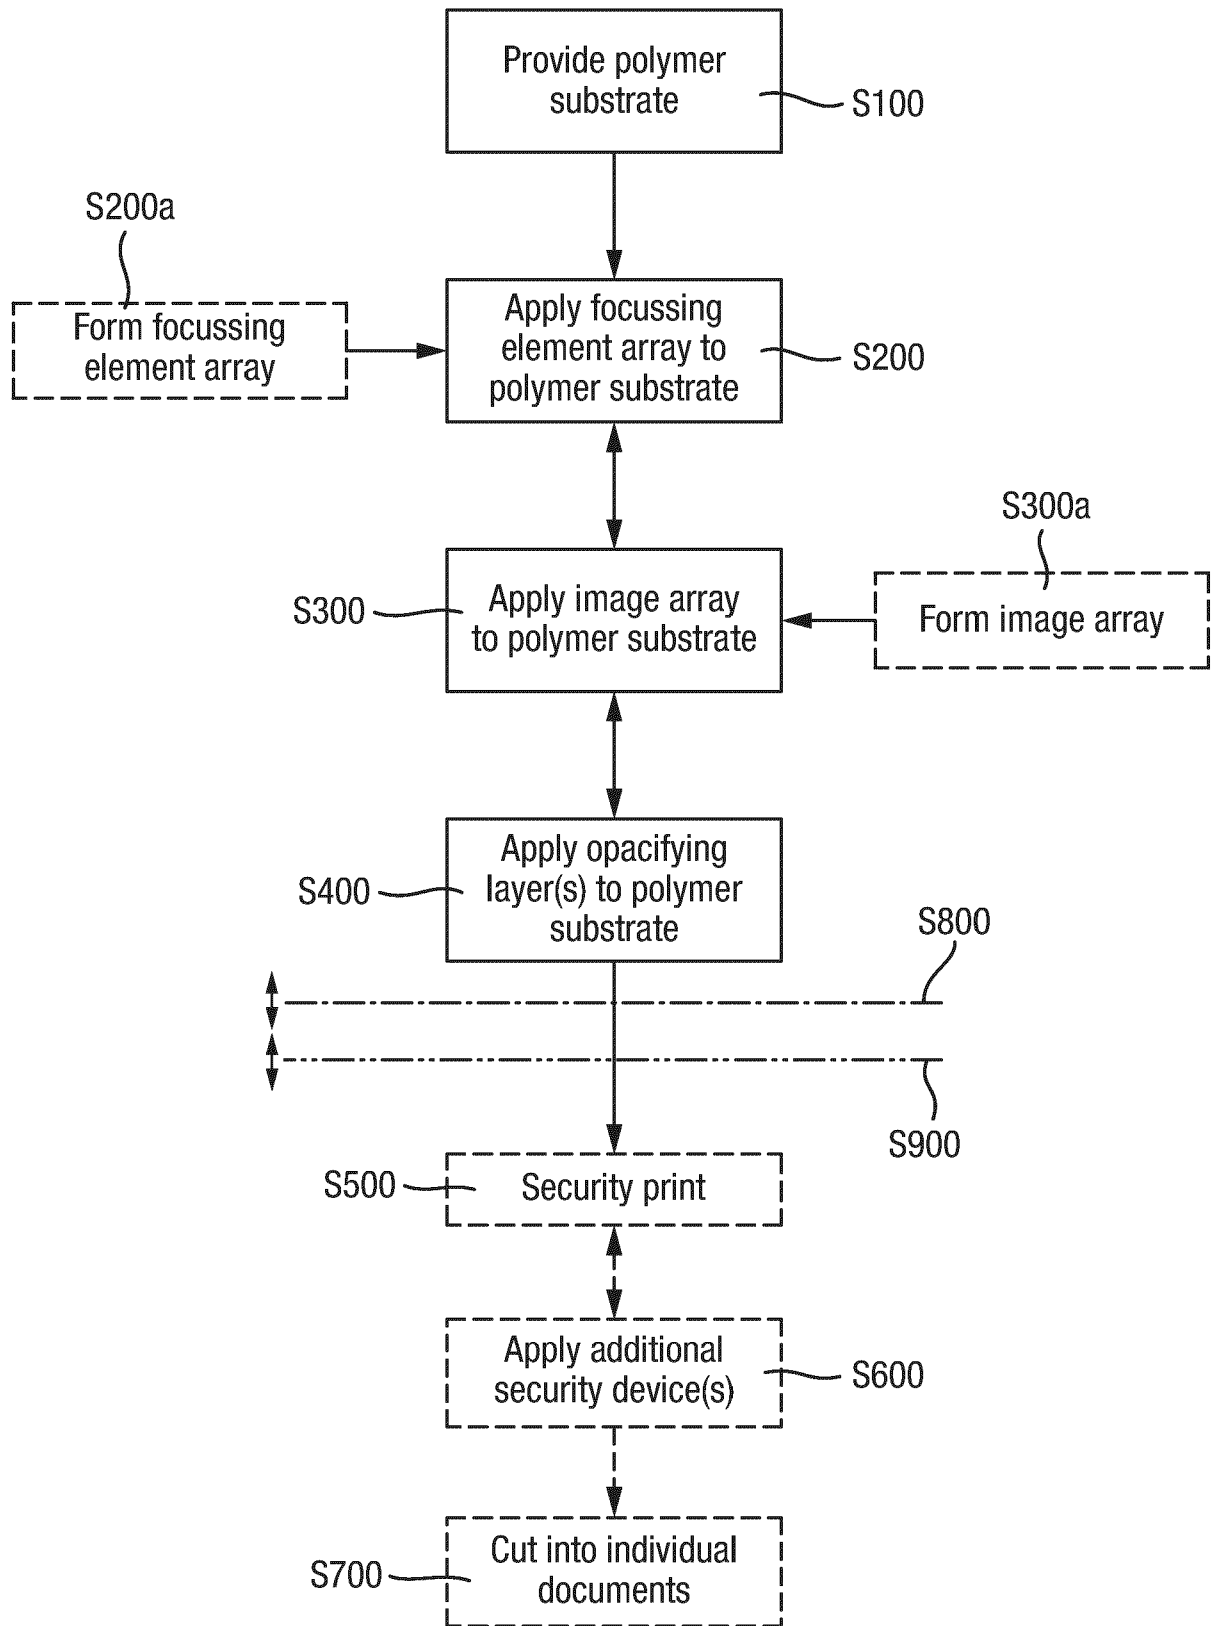 Provide polymer
substrate
S100
S200a
Form focussing
element array
Apply focussing
element array to
polymer substrate
S200
S300a
S300
Apply image array
to polymer substrate
Form image array
S400
Apply opacifying
layer(s) to polymer
substrate
S800
S900
S500
Security print
Apply additional
security device(s)
S600
S700
Cut into individual
documents